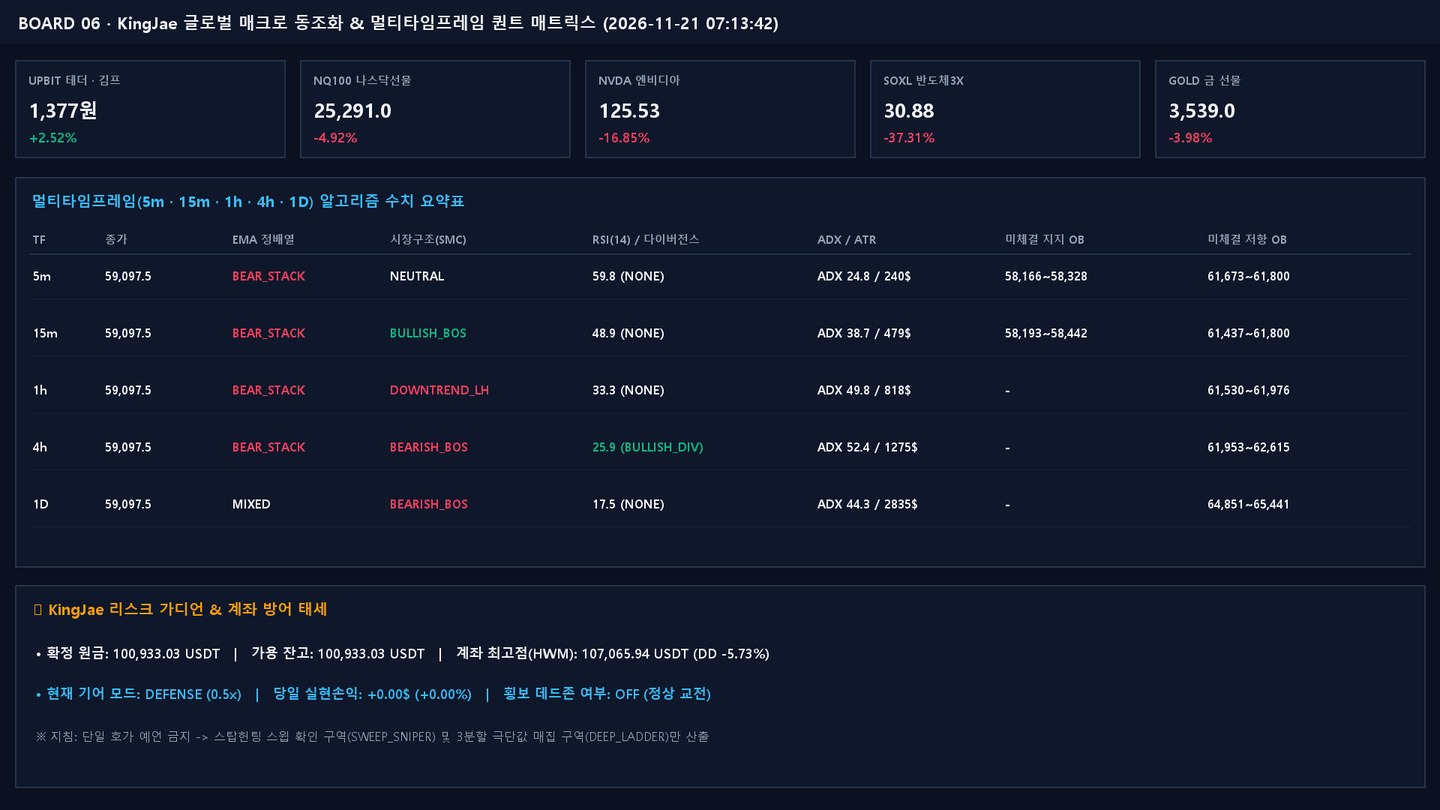 BOARD 06 · KingJae 글로벌 매크로 동조화 & 멀티타임프레임 퀀트 매트릭스 (2026-11-21 07:13:42)
UPBIT 테더 · 김프
1,377원
+2.52%
NQ100 나스닥선물
25,291.0
-4.92%
NVDA 엔비디아
125.53
-16.85%
SOXL 반도체3X
30.88
-37.31%
GOLD 금 선물
3,539.0
-3.98%
멀티타임프레임(5m · 15m · 1h · 4h · 1D) 알고리즘 수치 요약표
TF 종가 EMA 정배열 시장구조(SMC) RSI(14) / 다이버전스 ADX / ATR 미체결 지지 OB 미체결 저항 OB
5m 59,097.5 BEAR_STACK NEUTRAL 59.8 (NONE) ADX 24.8 / 240$ 58,166~58,328 61,673~61,800
15m 59,097.5 BEAR_STACK BULLISH_BOS 48.9 (NONE) ADX 38.7 / 479$ 58,193~58,442 61,437~61,800
1h 59,097.5 BEAR_STACK DOWNTREND_LH 33.3 (NONE) ADX 49.8 / 818$ - 61,530~61,976
4h 59,097.5 BEAR_STACK BEARISH_BOS 25.9 (BULLISH_DIV) ADX 52.4 / 1275$ - 61,953~62,615
1D 59,097.5 MIXED BEARISH_BOS 17.5 (NONE) ADX 44.3 / 2835$ - 64,851~65,441
KingJae 리스크 가디언 & 계좌 방어 태세
• 확정 원금: 100,933.03 USDT | 가용 잔고: 100,933.03 USDT | 계좌 최고점(HWM): 107,065.94 USDT (DD -5.73%)
• 현재 기어 모드: DEFENSE (0.5x) | 당일 실현손익: +0.00$ (+0.00%) | 횡보 데드존 여부: OFF (정상 교전)
※ 지침: 단일 호가 예언 금지 -> 스탑헌팅 스윕 확인 구역(SWEEP_SNIPER) 및 3분할 극단값 매집 구역(DEEP_LADDER)만 산출